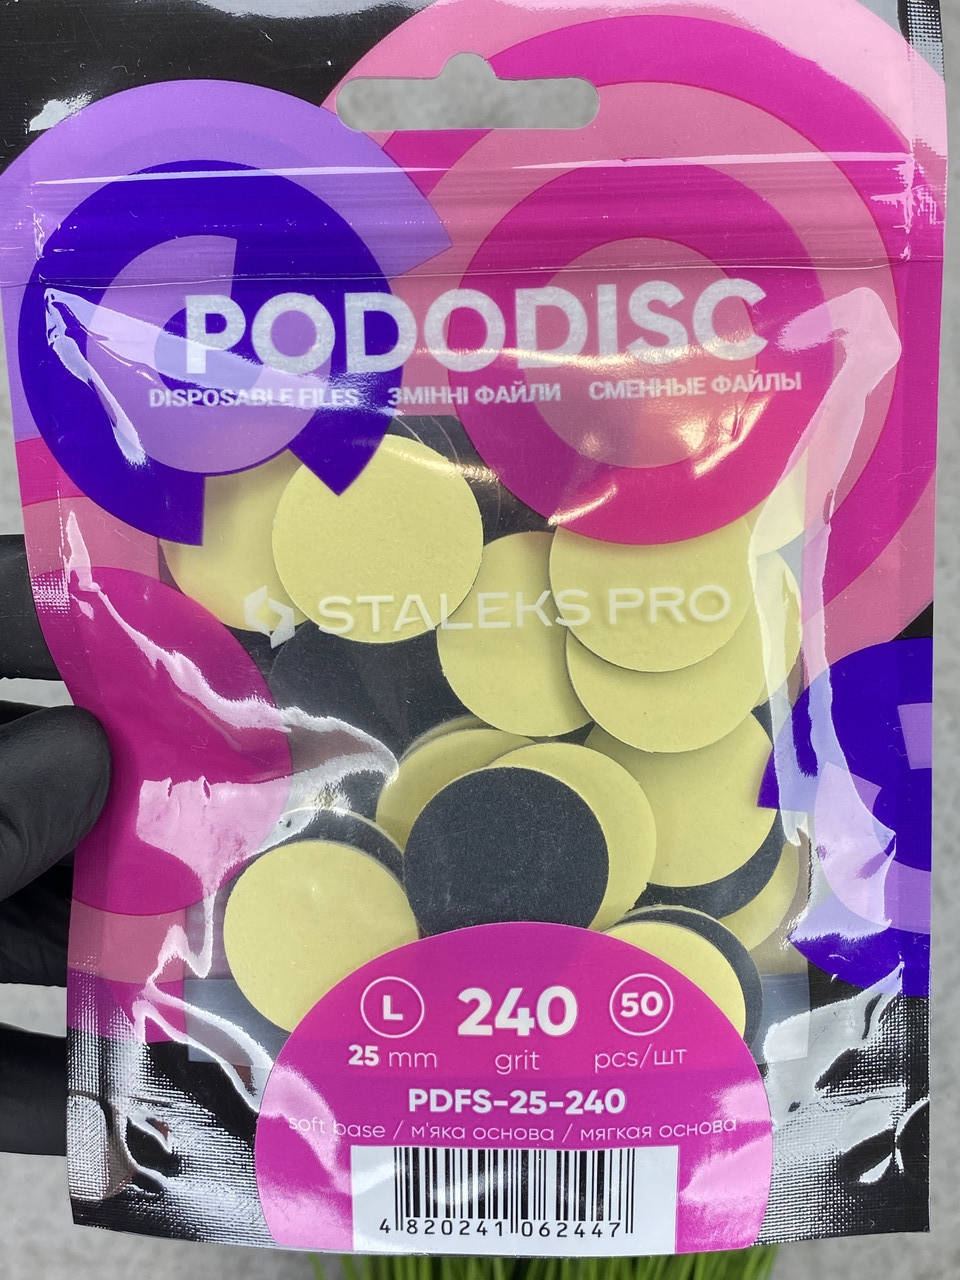 PODODISC
DISPOSABLE FILES ЗМІННІ ФАЙЛИ СМЕННЫЕ ФАЙЛЫ
STALEKS PRO
L 240 50
25 mm grit pcs/шт
PDFS-25-240
soft base / м'яка основа / мягкая основа
4 820241 062447